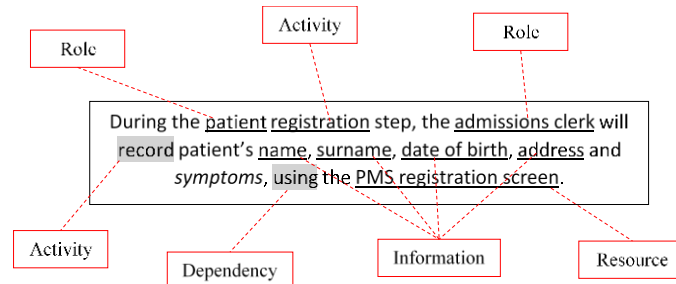 Activity
Role
Role
During the patient registration step, the admissions clerk will
record patient's name, surname, date of birth, address and
symptoms, using the PMS registration screen.
Activity
Dependency
Information
Resource